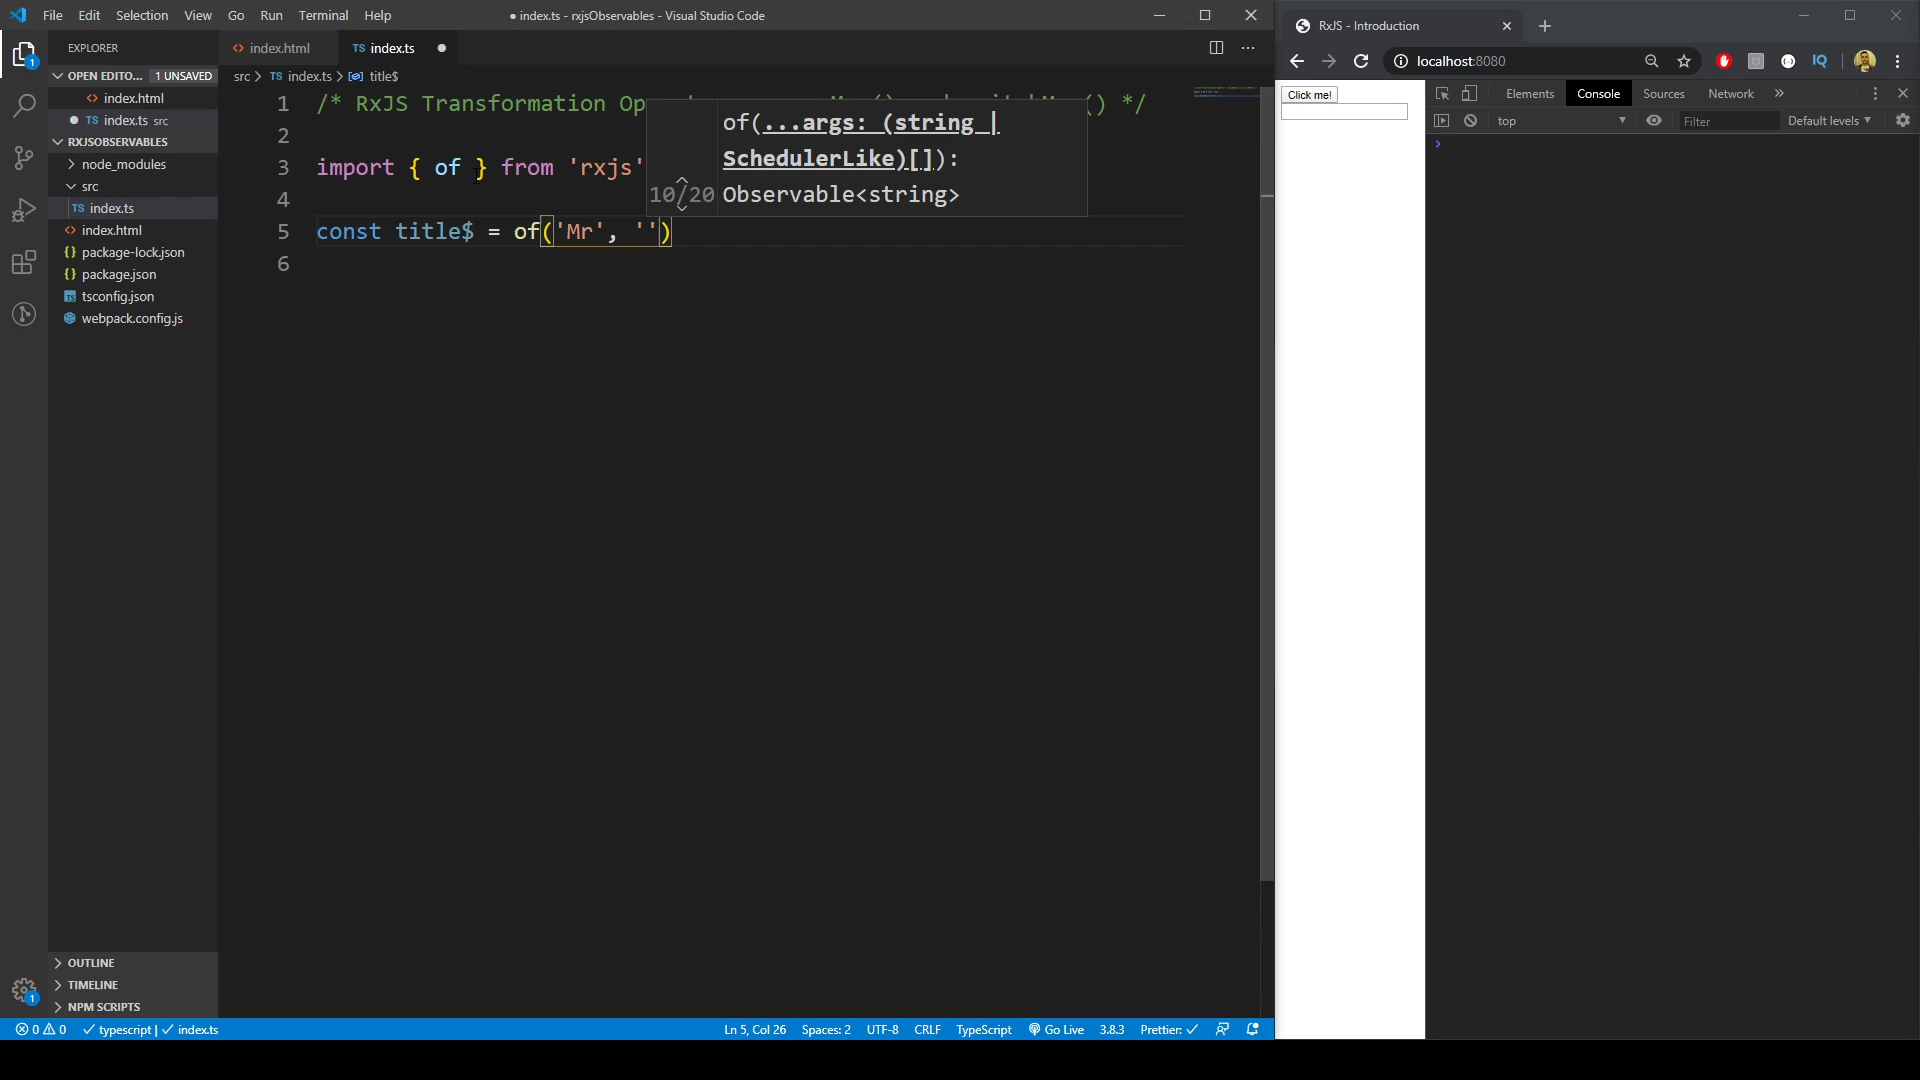 File Edit Selection View Go Run Terminal Help
● index.ts - rxjsObservables - Visual Studio Code
EXPLORER
OPEN EDITO... 1 UNSAVED
index.html
index.ts src
RXJSOBSERVABLES
node_modules
src
TS index.ts
index.html
package-lock.json
package.json
tsconfig.json
webpack.config.js
OUTLINE
TIMELINE
NPM SCRIPTS
index.html
TS index.ts
src > TS index.ts > title$
1 /* RxJS Transformation Op () */
2
3 import { of } from 'rxjs'
4
5 const title$ = of('Mr', '')
6
of(...args: (string |
SchedulerLike)[]):
10/20 Observable<string>
0 0 typescript | index.ts
Ln 5, Col 26 Spaces: 2 UTF-8 CRLF TypeScript Go Live 3.8.3 Prettier:
RxJS - Introduction
localhost:8080
IQ
Click me!
Elements Console Sources Network »
top Filter Default levels